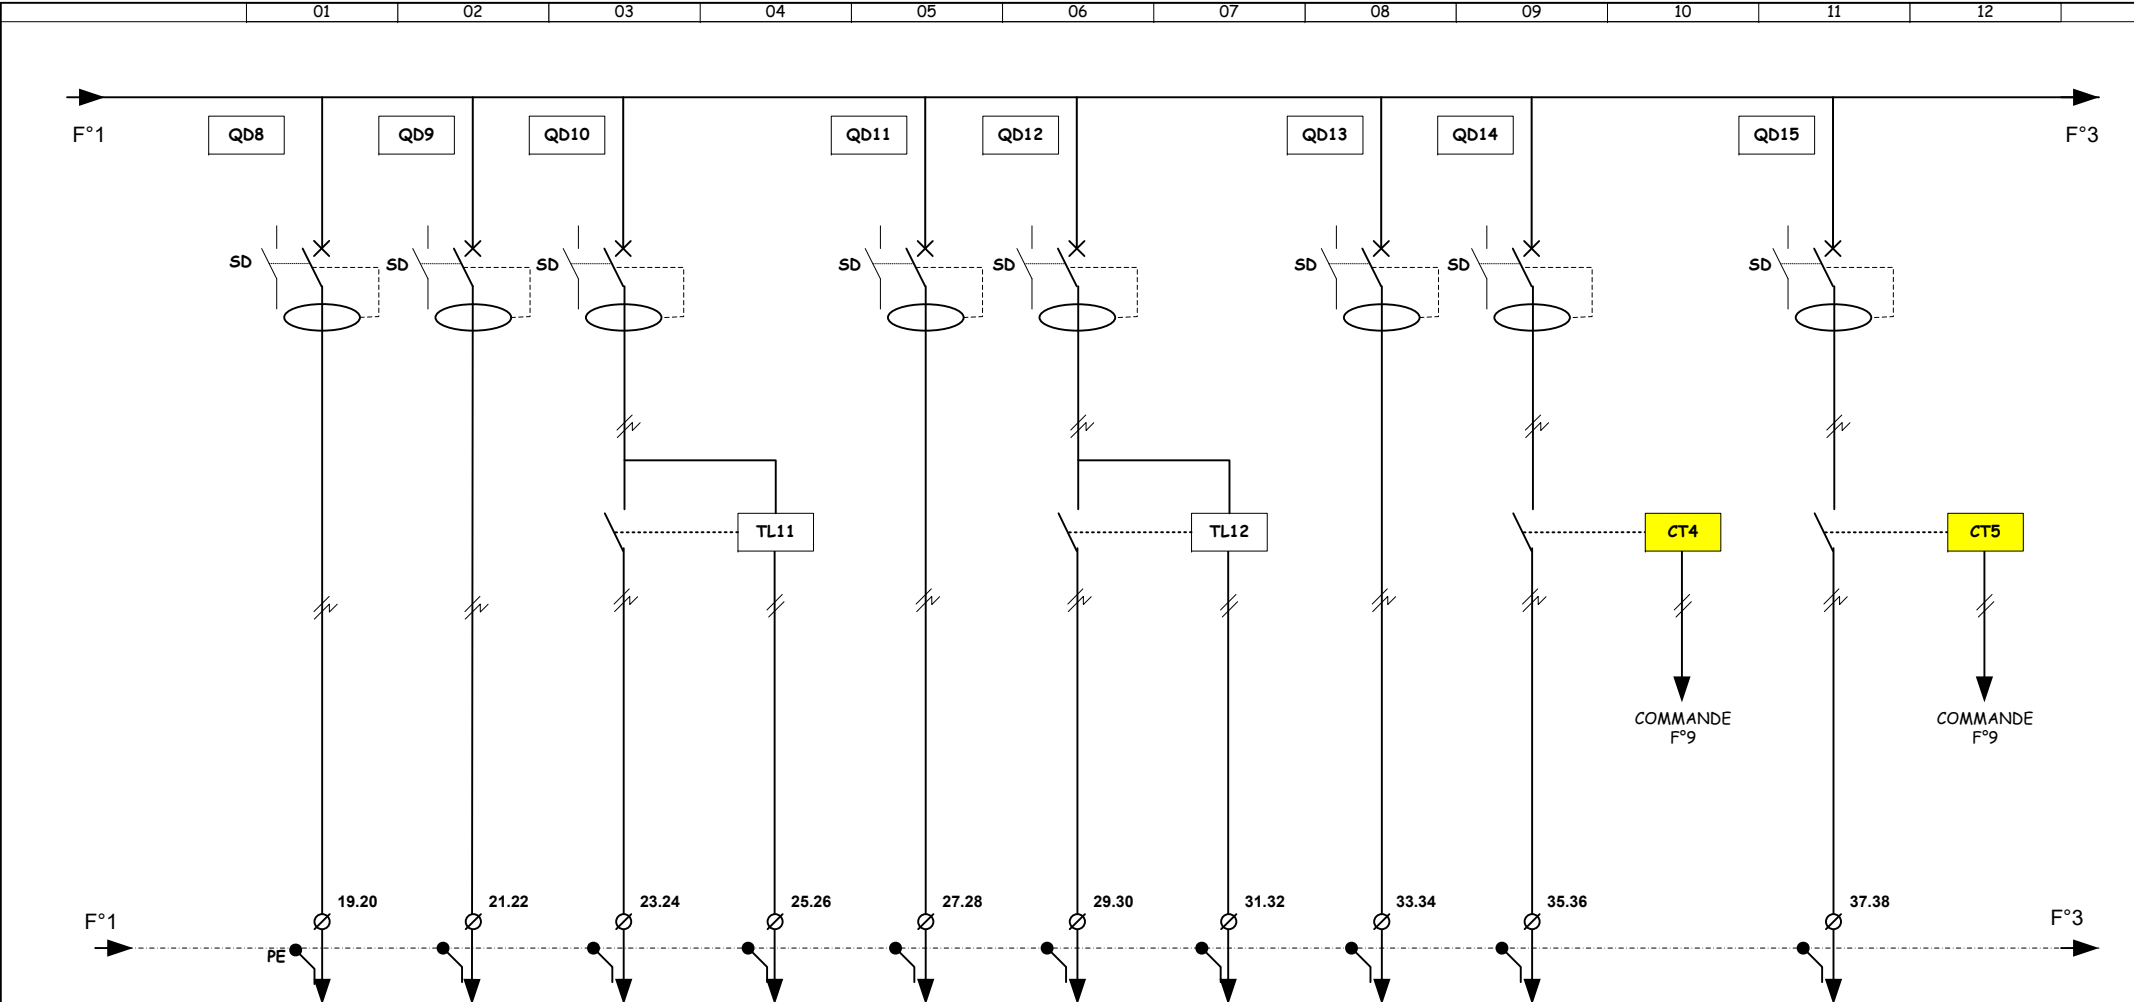 01 02 03 04 05 06 07 08 09 10 11 12
F°1 QD8 QD9 QD10 QD11 QD12 QD13 QD14 QD15 F°3
SD SD SD SD SD SD SD SD
TL11 TL12 CT4 CT5
COMMANDE COMMANDE
F°9 F°9
19.20 21.22 23.24 25.26 27.28 29.30 31.32 33.34 35.36 37.38
F°1 F°3
PE